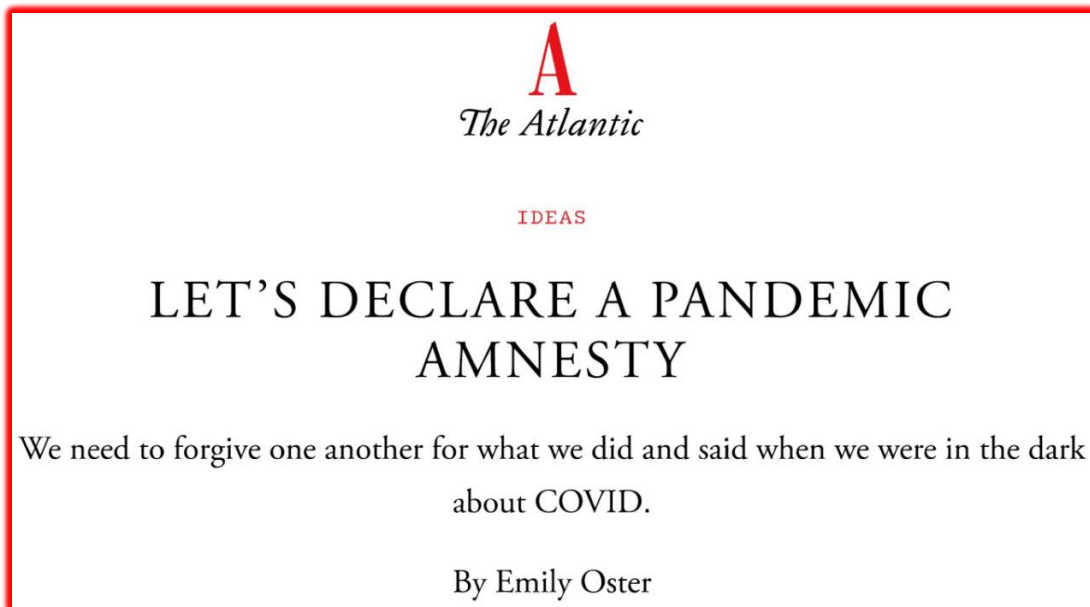 A
The Atlantic
IDEAS
LET’S DECLARE A PANDEMIC
AMNESTY
We need to forgive one another for what we did and said when we were in the dark
about COVID.
By Emily Oster